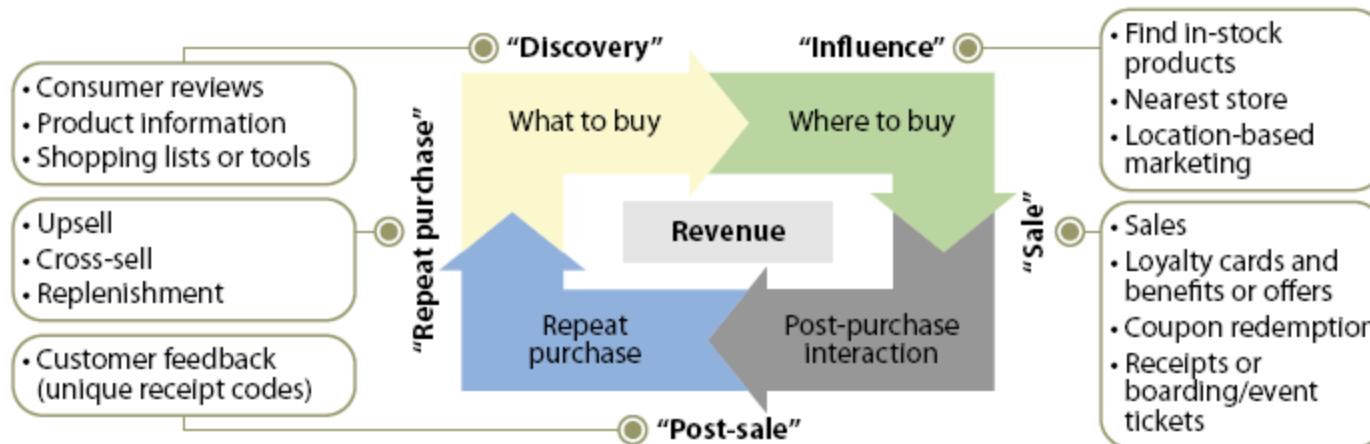 “Discovery”
• Consumer reviews
• Product information
• Shopping lists or tools
“Influence”
• Find in-stock
products
• Nearest store
• Location-based
marketing
What to buy
Where to buy
“Repeat purchase”
• Upsell
• Cross-sell
• Replenishment
Revenue
“Sale”
• Sales
• Loyalty cards and
benefits or offers
• Coupon redemption
• Receipts or
boarding/event
tickets
Repeat
purchase
Post-purchase
interaction
• Customer feedback
(unique receipt codes)
“Post-sale”